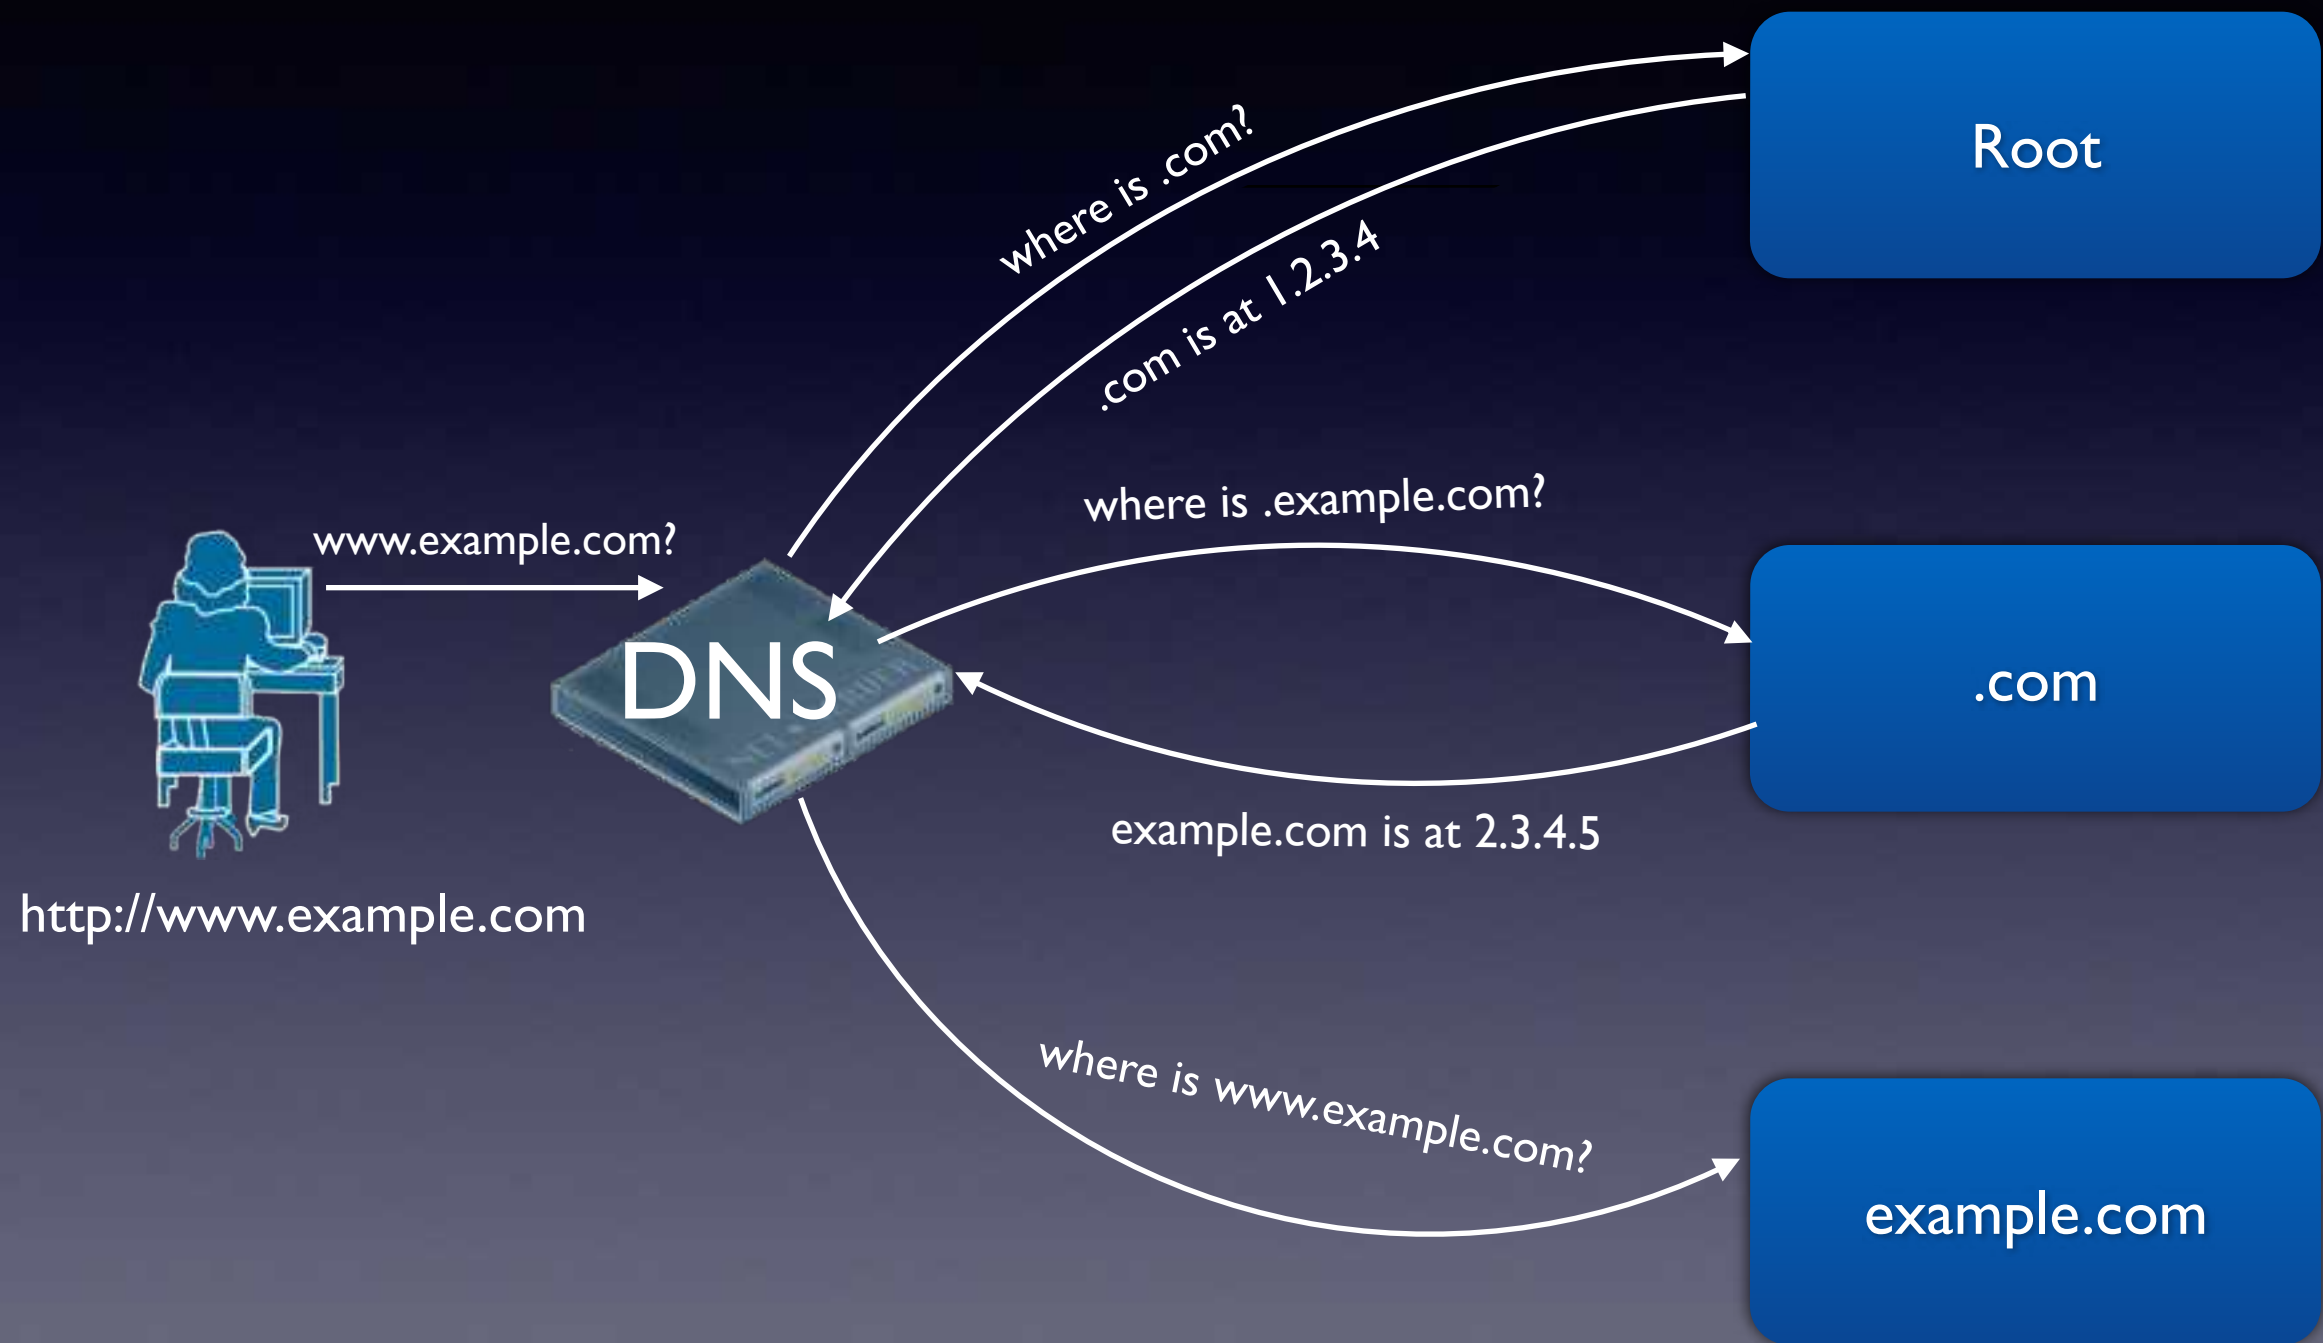 Root
where is .com?
.com is at 1.2.3.4
where is .example.com?
www.example.com?
DNS
.com
example.com is at 2.3.4.5
http://www.example.com
where is www.example.com?
example.com